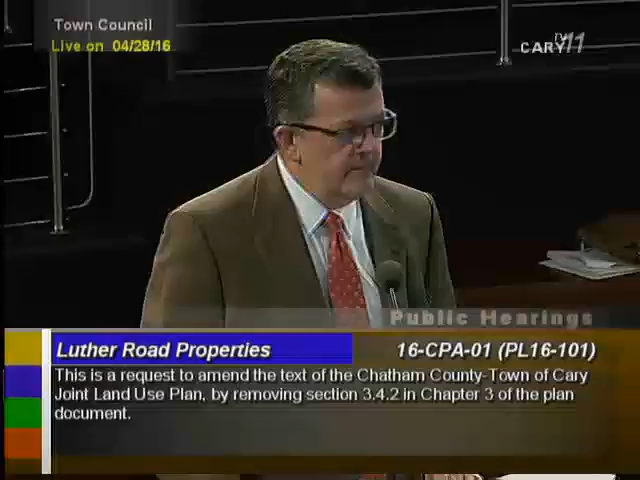 Town Council
Live on 04/28/16
CARY tv 11
Public Hearings
Luther Road Properties
16-CPA-01 (PL16-101)
This is a request to amend the text of the Chatham County-Town of Cary
Joint Land Use Plan, by removing section 3.4.2 in Chapter 3 of the plan
document.